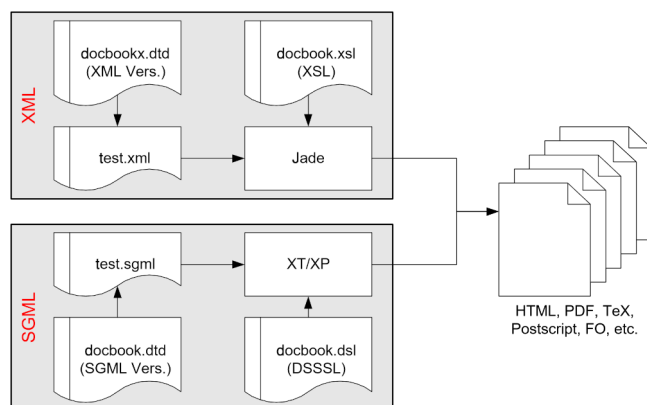 XML
docbookx.dtd
(XML Vers.)
docbook.xsl
(XSL)
test.xml
Jade
SGML
test.sgml
XT/XP
docbook.dtd
(SGML Vers.)
docbook.dsl
(DSSSL)
HTML, PDF, TeX,
Postscript, FO, etc.